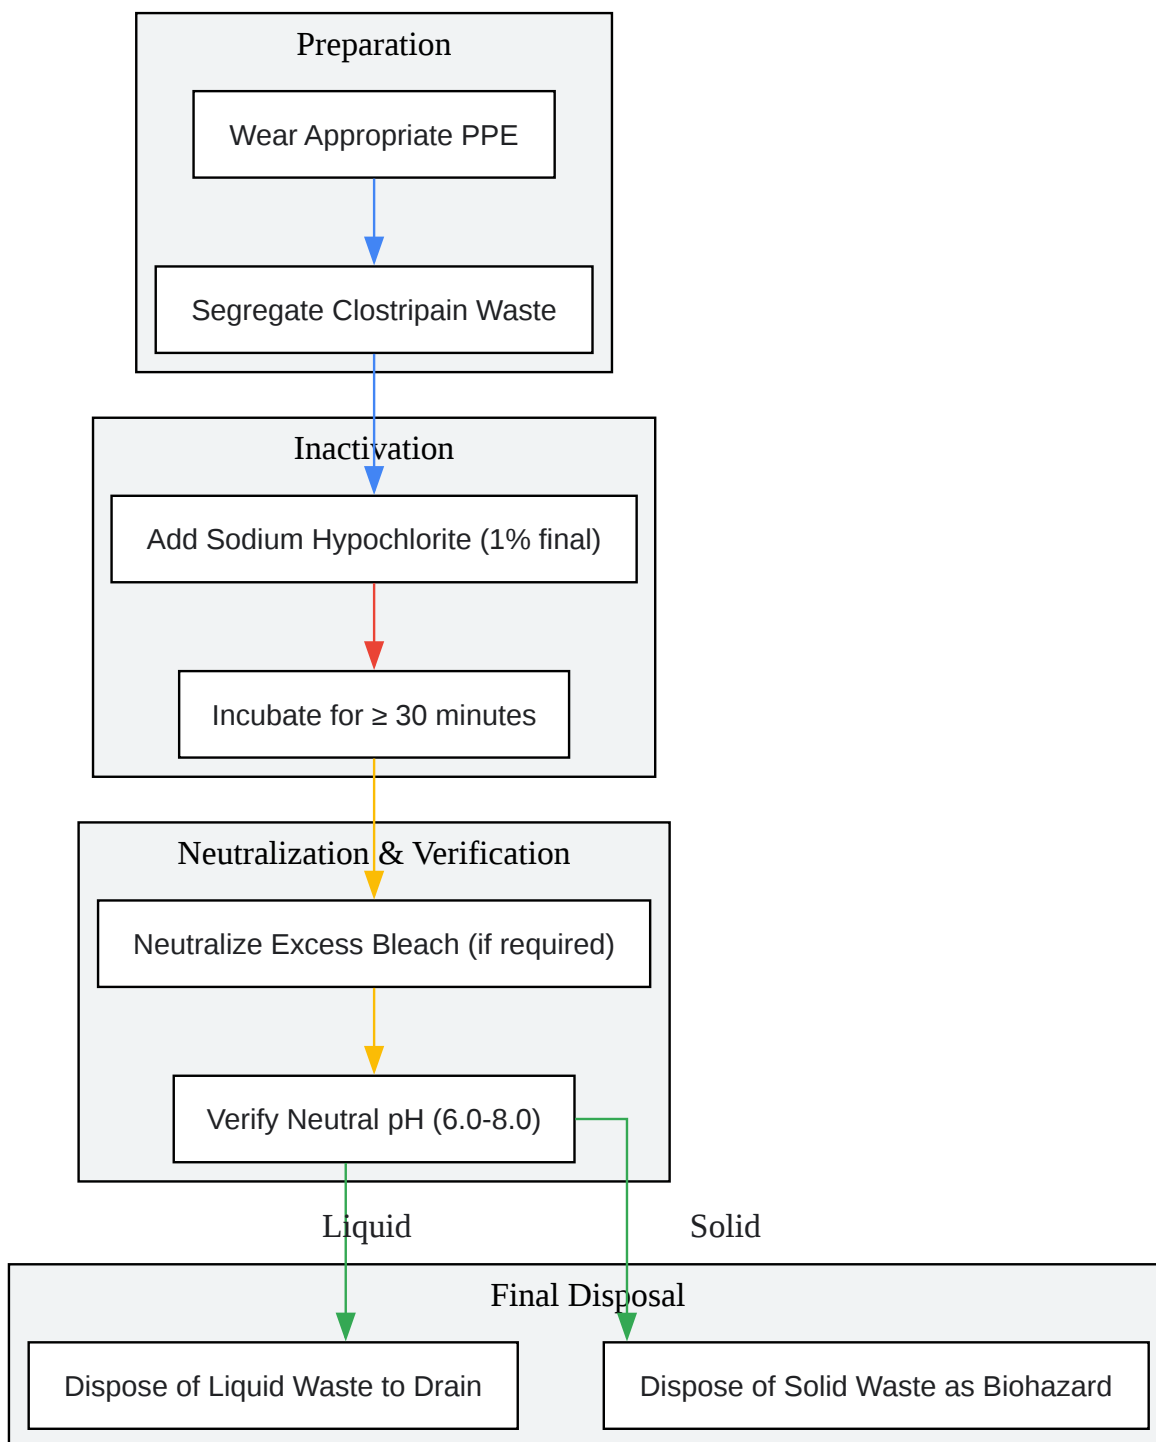 Preparation
Wear Appropriate PPE
Segregate Clostripain Waste
Inactivation
Add Sodium Hypochlorite (1% final)
Incubate for ≥ 30 minutes
Neutralization & Verification
Neutralize Excess Bleach (if required)
Verify Neutral pH (6.0-8.0)
Liquid
Solid
Final Disposal
Dispose of Liquid Waste to Drain
Dispose of Solid Waste as Biohazard